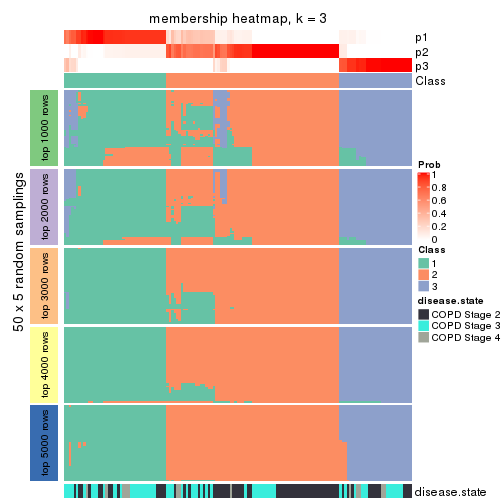 membership heatmap, k = 3
p1
p2
p3
Class
50 x 5 random samplings
top 1000 rows
top 2000 rows
top 3000 rows
top 4000 rows
top 5000 rows
Prob
1
0.8
0.6
0.4
0.2
0
Class
1
2
3
disease.state
COPD Stage 2
COPD Stage 3
COPD Stage 4
disease.state